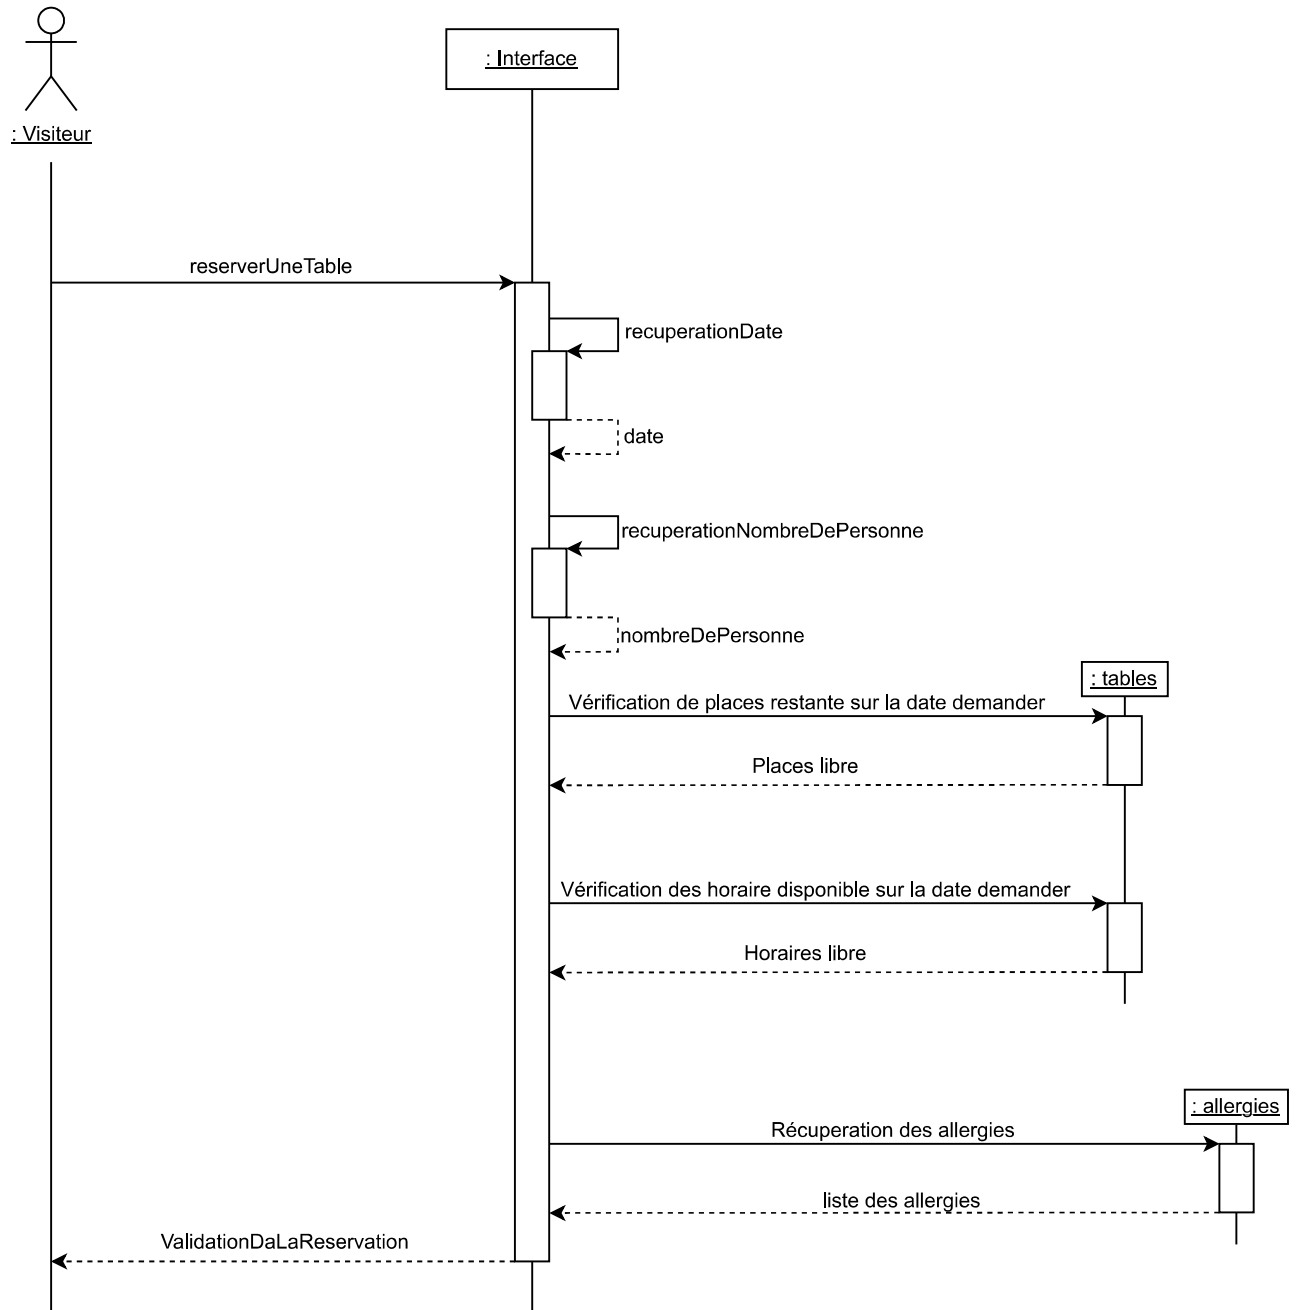 : Visiteur
: Interface
reserverUneTable
recuperationDate
date
recuperationNombreDePersonne
nombreDePersonne
: tables
Vérification de places restante sur la date demander
Places libre
Vérification des horaire disponible sur la date demander
Horaires libre
: allergies
Récuperation des allergies
liste des allergies
ValidationDaLaReservation